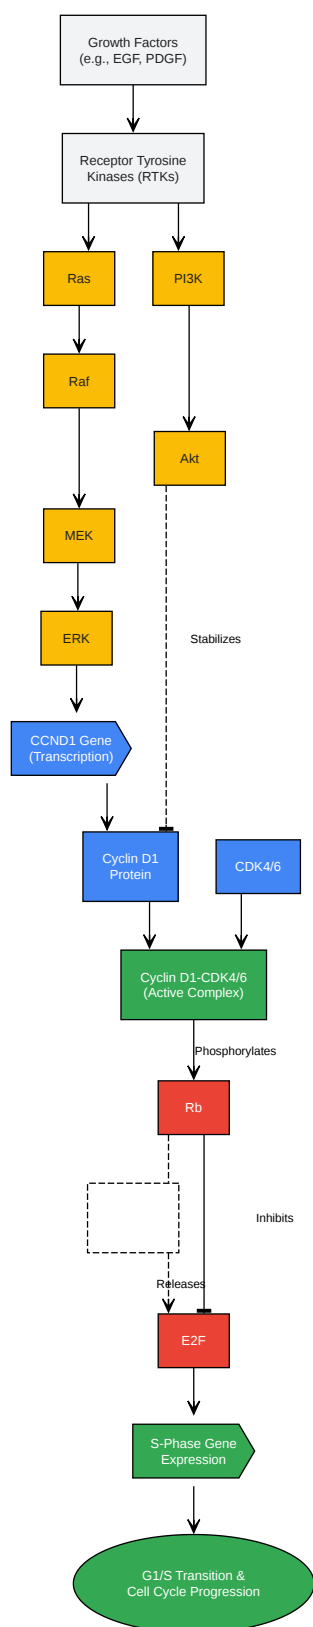 Growth Factors
(e.g., EGF, PDGF)
Receptor Tyrosine
Kinases (RTKs)
Ras
PI3K
Raf
Akt
MEK
ERK
Stabilizes
CCND1 Gene
(Transcription)
Cyclin D1
Protein
CDK4/6
Cyclin D1-CDK4/6
(Active Complex)
Phosphorylates
Rb
Inhibits
Releases
E2F
S-Phase Gene
Expression
G1/S Transition &
Cell Cycle Progression